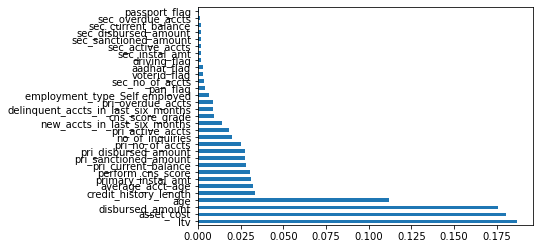 passport_flag
sec_overdue_accts
sec_current_balance
sec_disbursed_amount
sec_sanctioned_amount
sec_active_accts
sec_instal_amt
driving_flag
aadhar_flag
voterid_flag
sec_no_of_accts
pan_flag
employment_type_Self employed
pri_overdue_accts
delinquent_accts_in_last_six_months
cns_score_grade
new_accts_in_last_six_months
pri_active_accts
no_of_inquiries
pri_no_of_accts
pri_disbursed_amount
pri_sanctioned_amount
pri_current_balance
perform_cns_score
primary_instal_amt
average_acct-age
credit_history_length
age
disbursed_amount
asset_cost
ltv
0.000 0.025 0.050 0.075 0.100 0.125 0.150 0.175